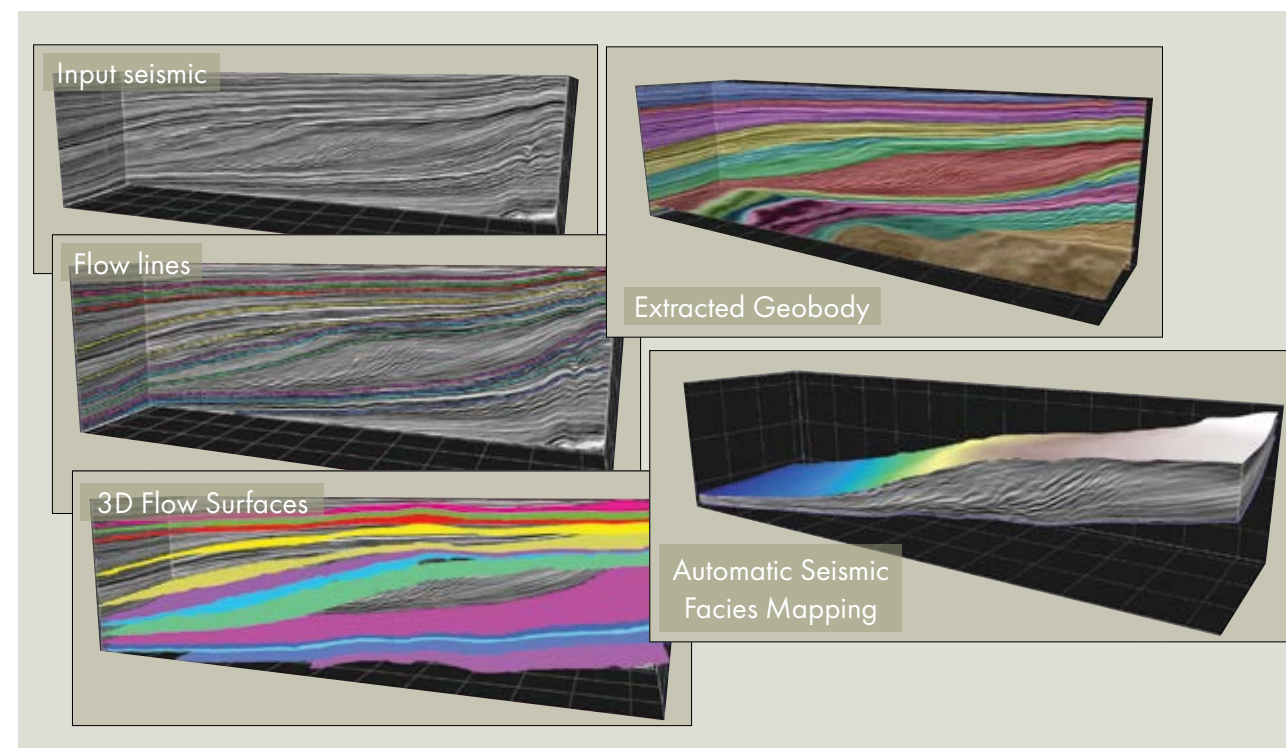 Input seismic
Flow lines
3D Flow Surfaces
Extracted Geobody
Automatic Seismic
Facies Mapping